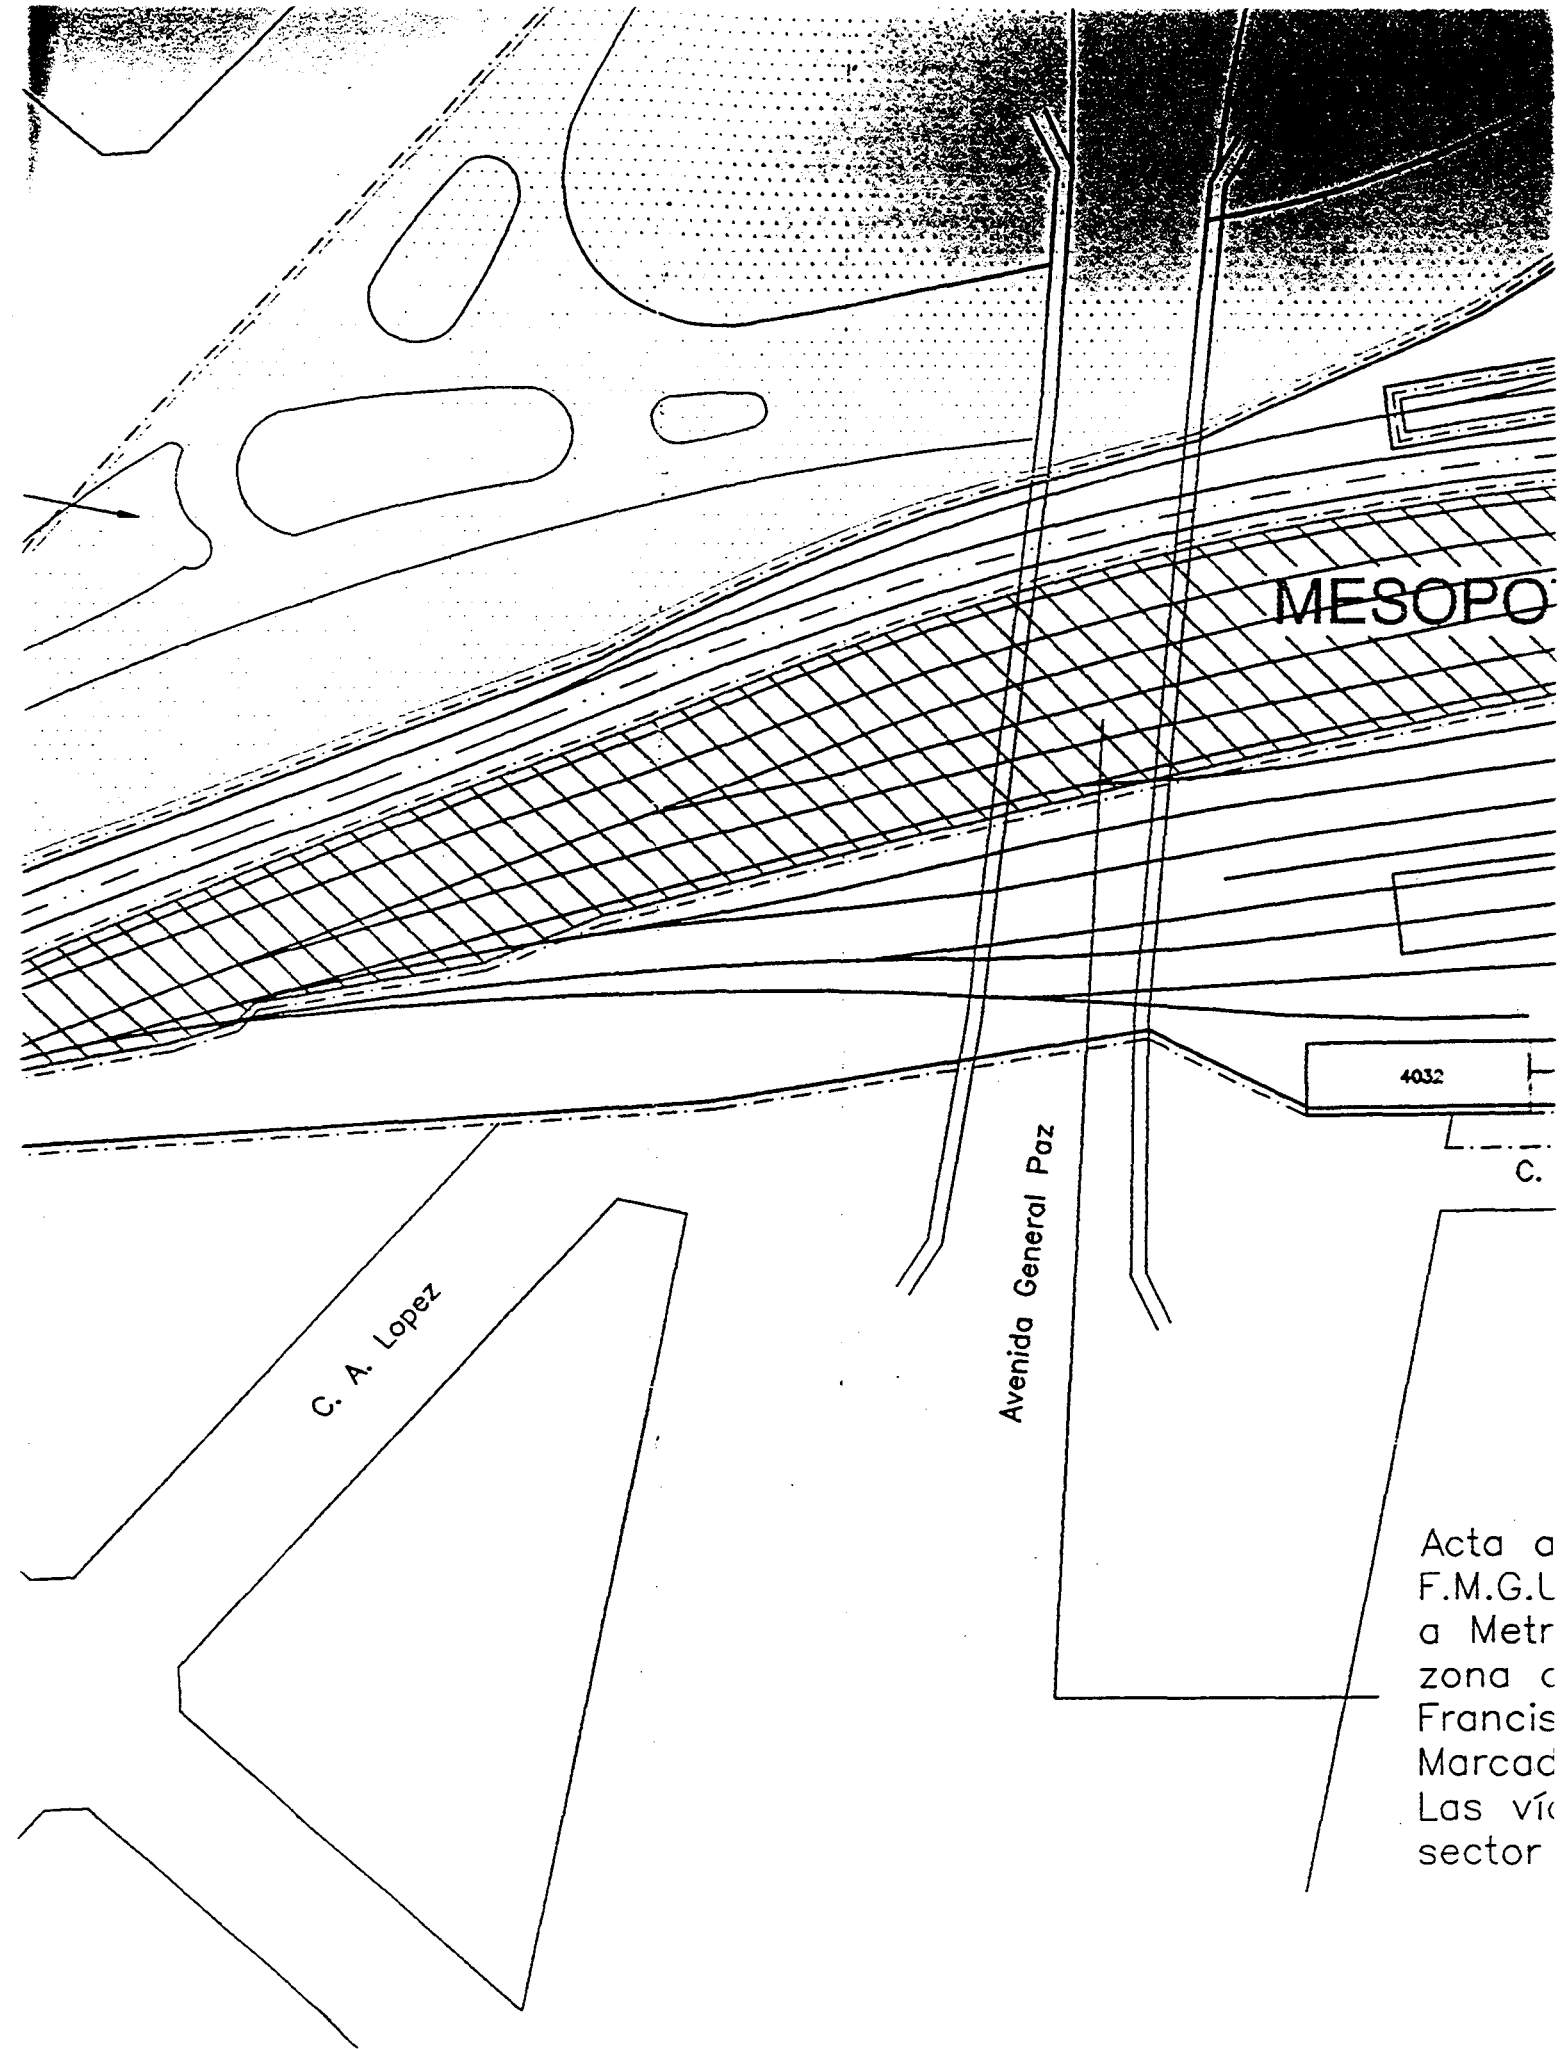 MESOPO
4032
C.
Avenida General Paz
C. A. Lopez
Acta a
F.M.G.U
a Metr
zona
Francis
Marcad
Las ví
sector